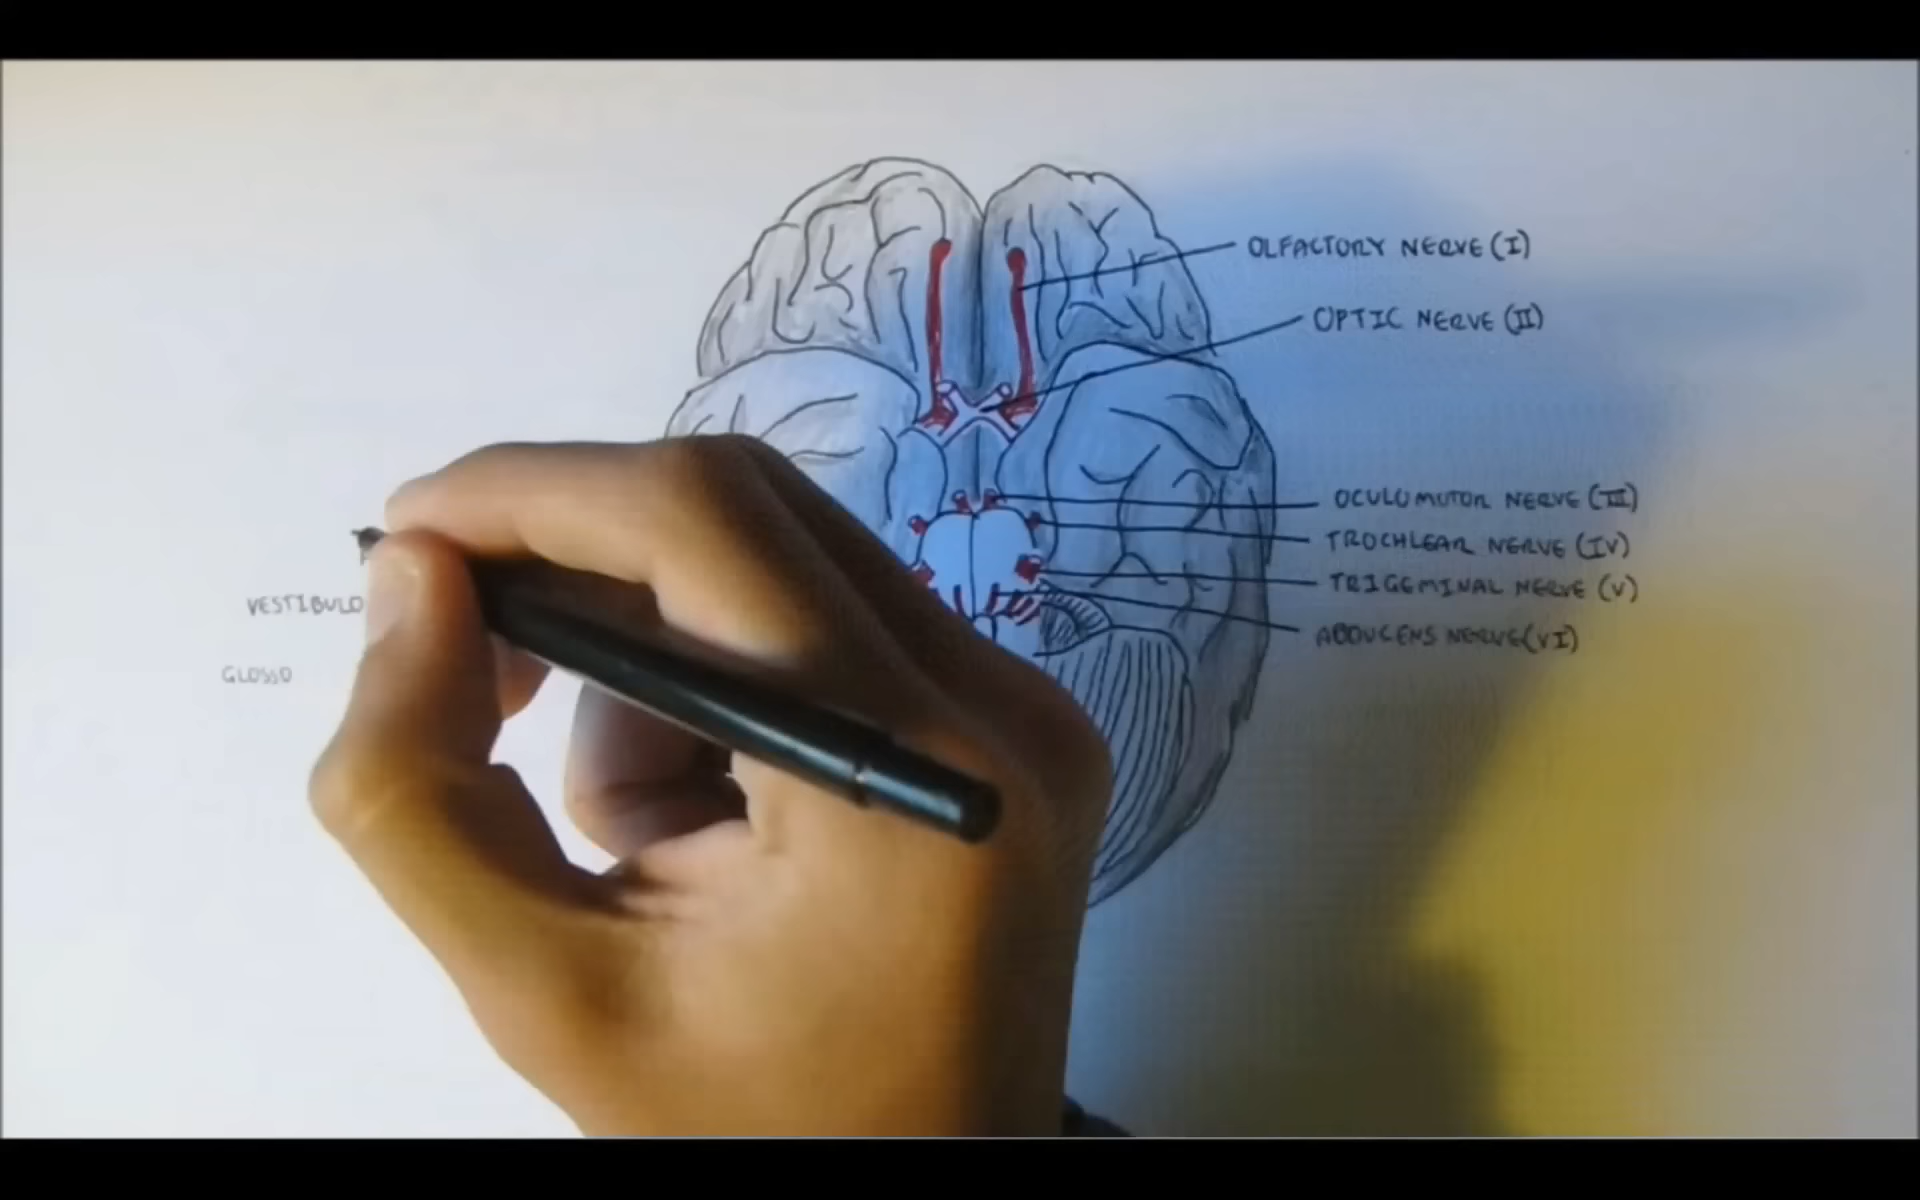 OLFACTORY NERVE (I)
OPTIC NERVE (II)
OCULOMOTOR NERVE (III)
TROCHLEAR NERVE (IV)
TRIGEMINAL NERVE (V)
ABDUCENS NERVE (VI)
VESTIBULO
GLOSSO